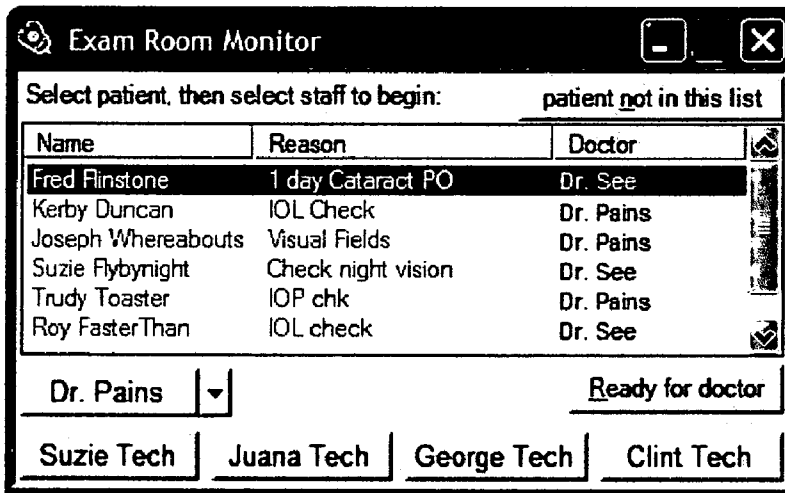 Exam Room Monitor
Select patient, then select staff to begin: patient not in this list
Name Reason Doctor
Fred Flinstone 1 day Cataract PO Dr. See
Kerby Duncan IOL Check Dr. Pains
Joseph Whereabouts Visual Fields Dr. Pains
Suzie Flybynight Check night vision Dr. See
Trudy Toaster IOP chk Dr. Pains
Roy FasterThan IOL check Dr. See
Dr. Pains Ready for doctor
Suzie Tech Juana Tech George Tech Clint Tech